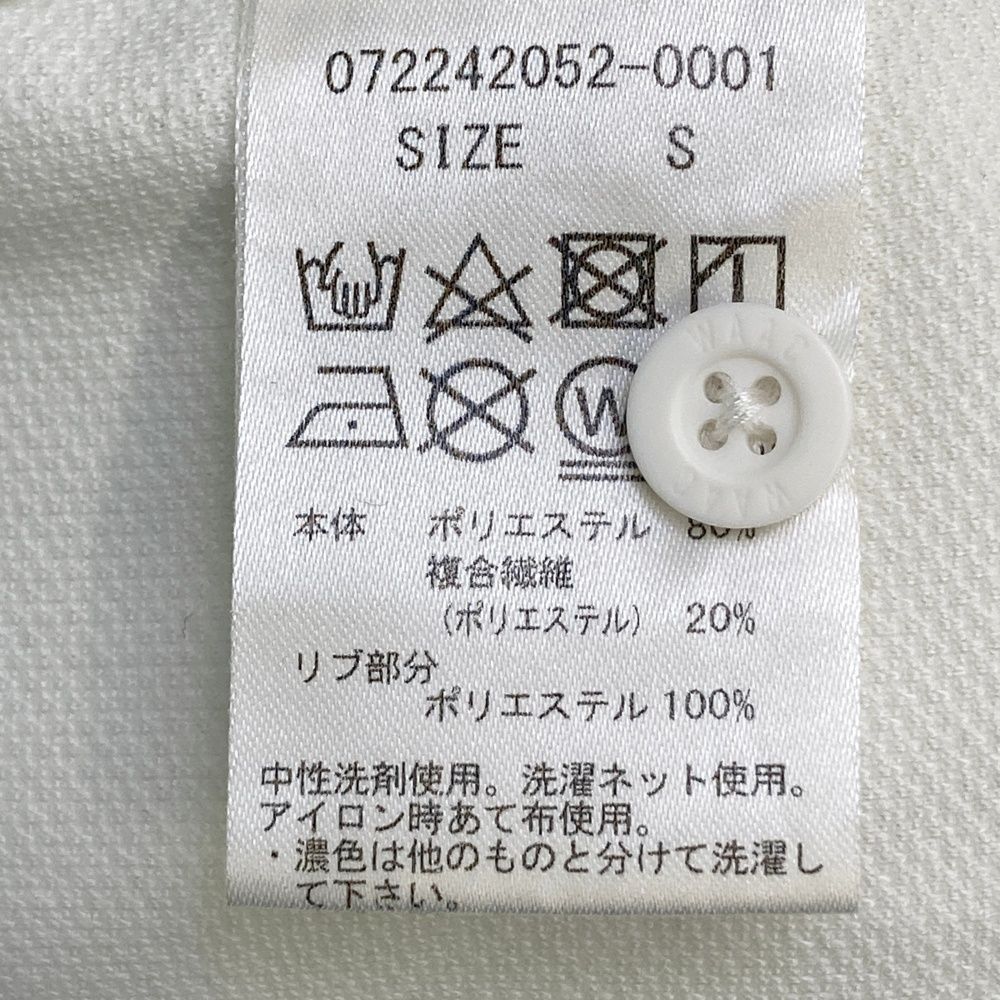 072242052-0001
SIZE S
W
WAAC
WAAC
本体 ポリエステル 80%
複合繊維
(ポリエステル) 20%
リブ部分
ポリエステル 100%
中性洗剤使用。洗濯ネット使用。
アイロン時あて布使用。
・濃色は他のものと分けて洗濯し
て下さい。